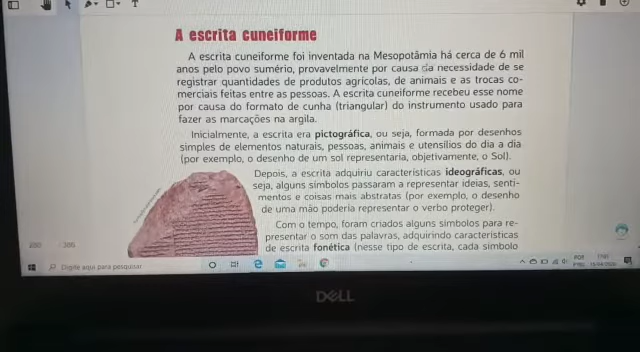 A escrita cuneiforme
A escrita cuneiforme foi inventada na Mesopotâmia há cerca de 6 mil
anos pelo povo sumério, provavelmente por causa da necessidade de se
registrar quantidades de produtos agrícolas, de animais e as trocas co-
merciais feitas entre as pessoas. A escrita cuneiforme recebeu esse nome
por causa do formato de cunha (triangular) do instrumento usado para
fazer as marcações na argila.
Inicialmente, a escrita era pictográfica, ou seja, formada por desenhos
simples de elementos naturais, pessoas, animais e utensílios do dia a dia
(por exemplo, o desenho de um sol representaria, objetivamente, o Sol).
Depois, a escrita adquiriu características ideográficas, ou
seja, alguns símbolos passaram a representar ideias, senti-
mentos e coisas mais abstratas (por exemplo, o desenho
de uma mão poderia representar o verbo proteger).
Com o tempo, foram criados alguns símbolos para re-
presentar o som das palavras, adquirindo características
de escrita fonética (nesse tipo de escrita, cada símbolo
Digite aqui para pesquisar
POR
DELL